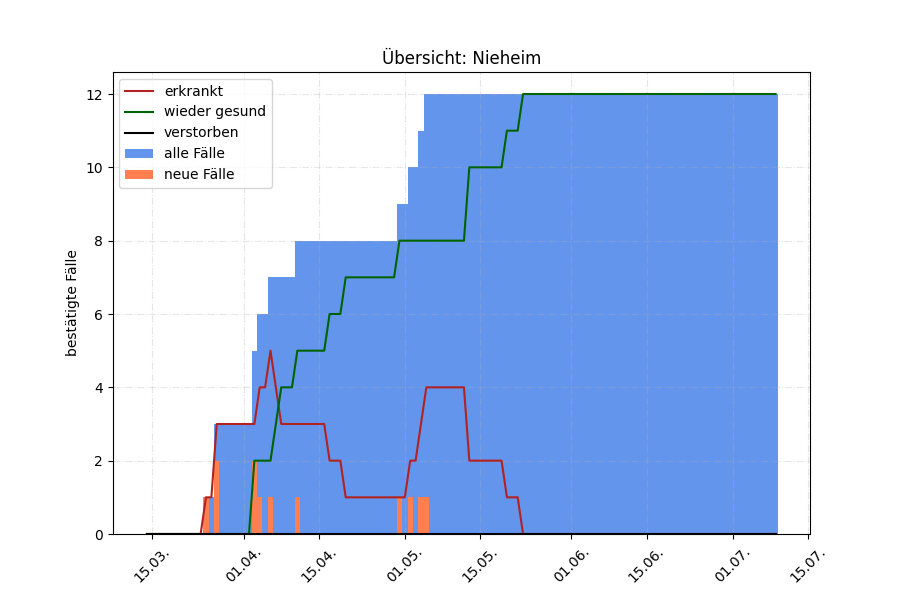 Übersicht: Nieheim
erkrankt
wieder gesund
verstorben
alle Fälle
neue Fälle
bestätigte Fälle
12
10
8
6
4
2
0
15.03.
01.04.
15.04.
01.05.
15.05.
01.06.
15.06.
01.07.
15.07.